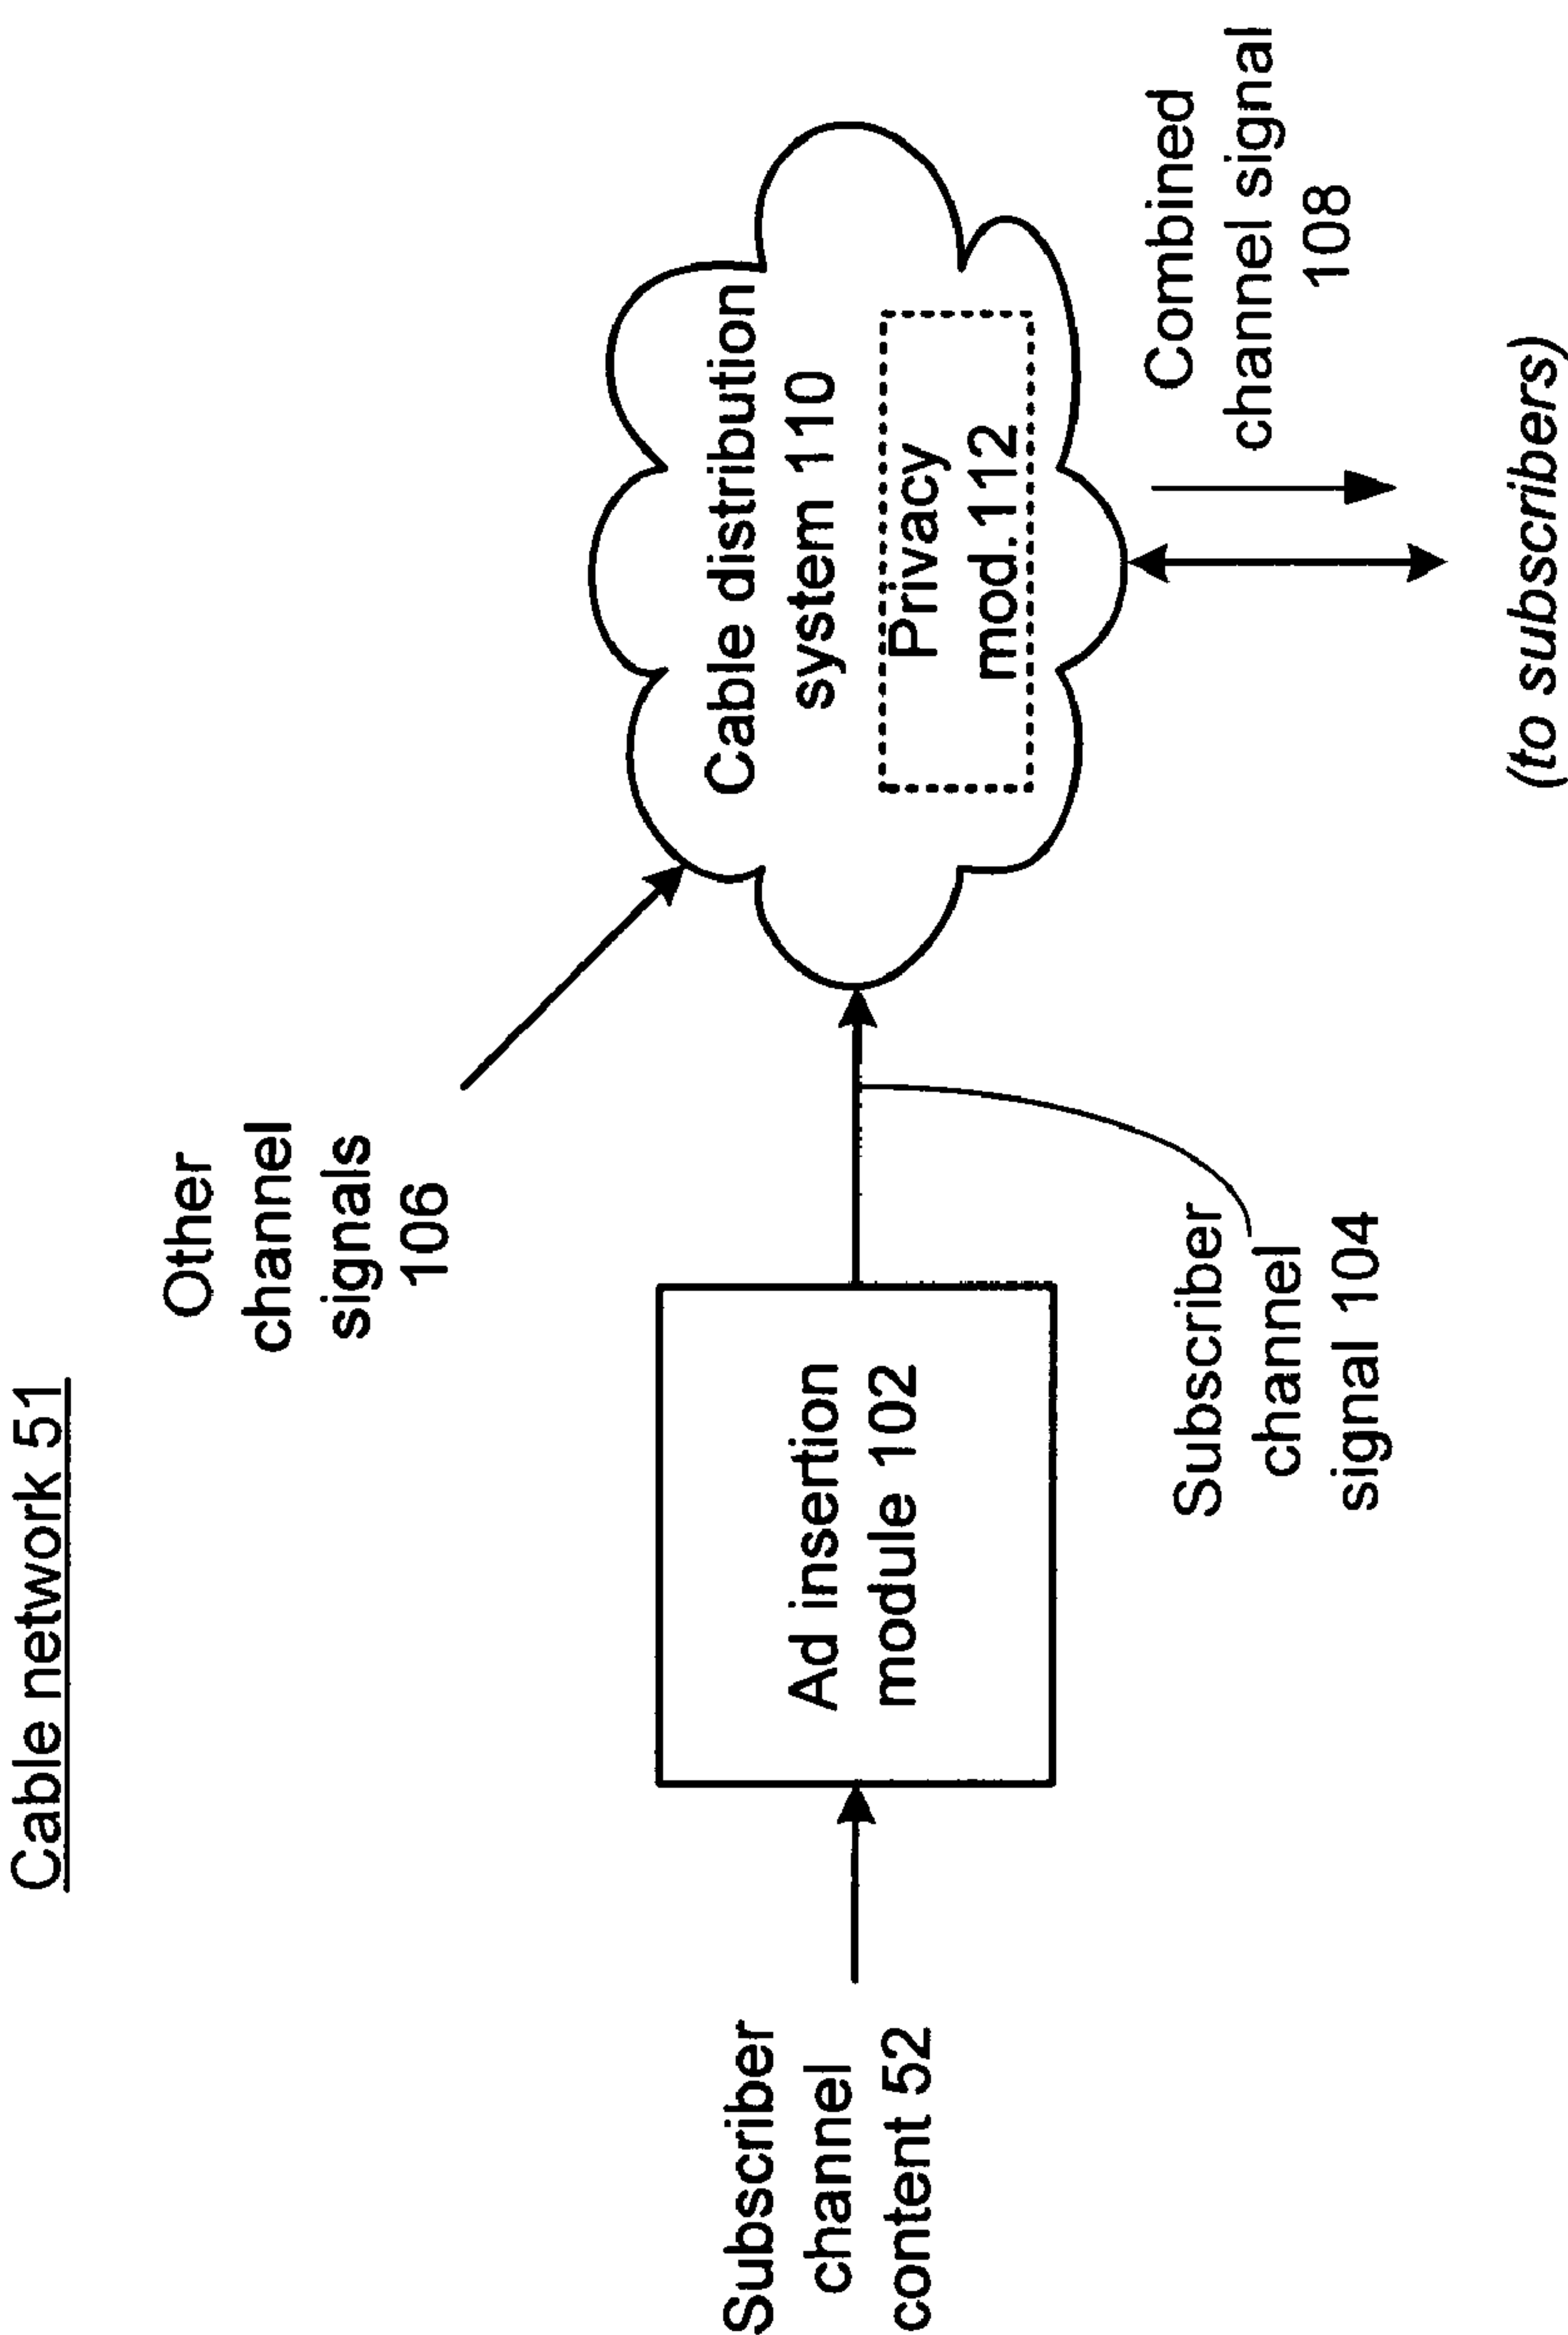 Cable network 51
Other
channel
signals
106
Cable distribution
system 110
Privacy
mod.112
Subscriber
channel
content 52
Ad insertion
module 102
Subscriber
channel
signal 104
Combined
channel signal
108
(to subscribers)